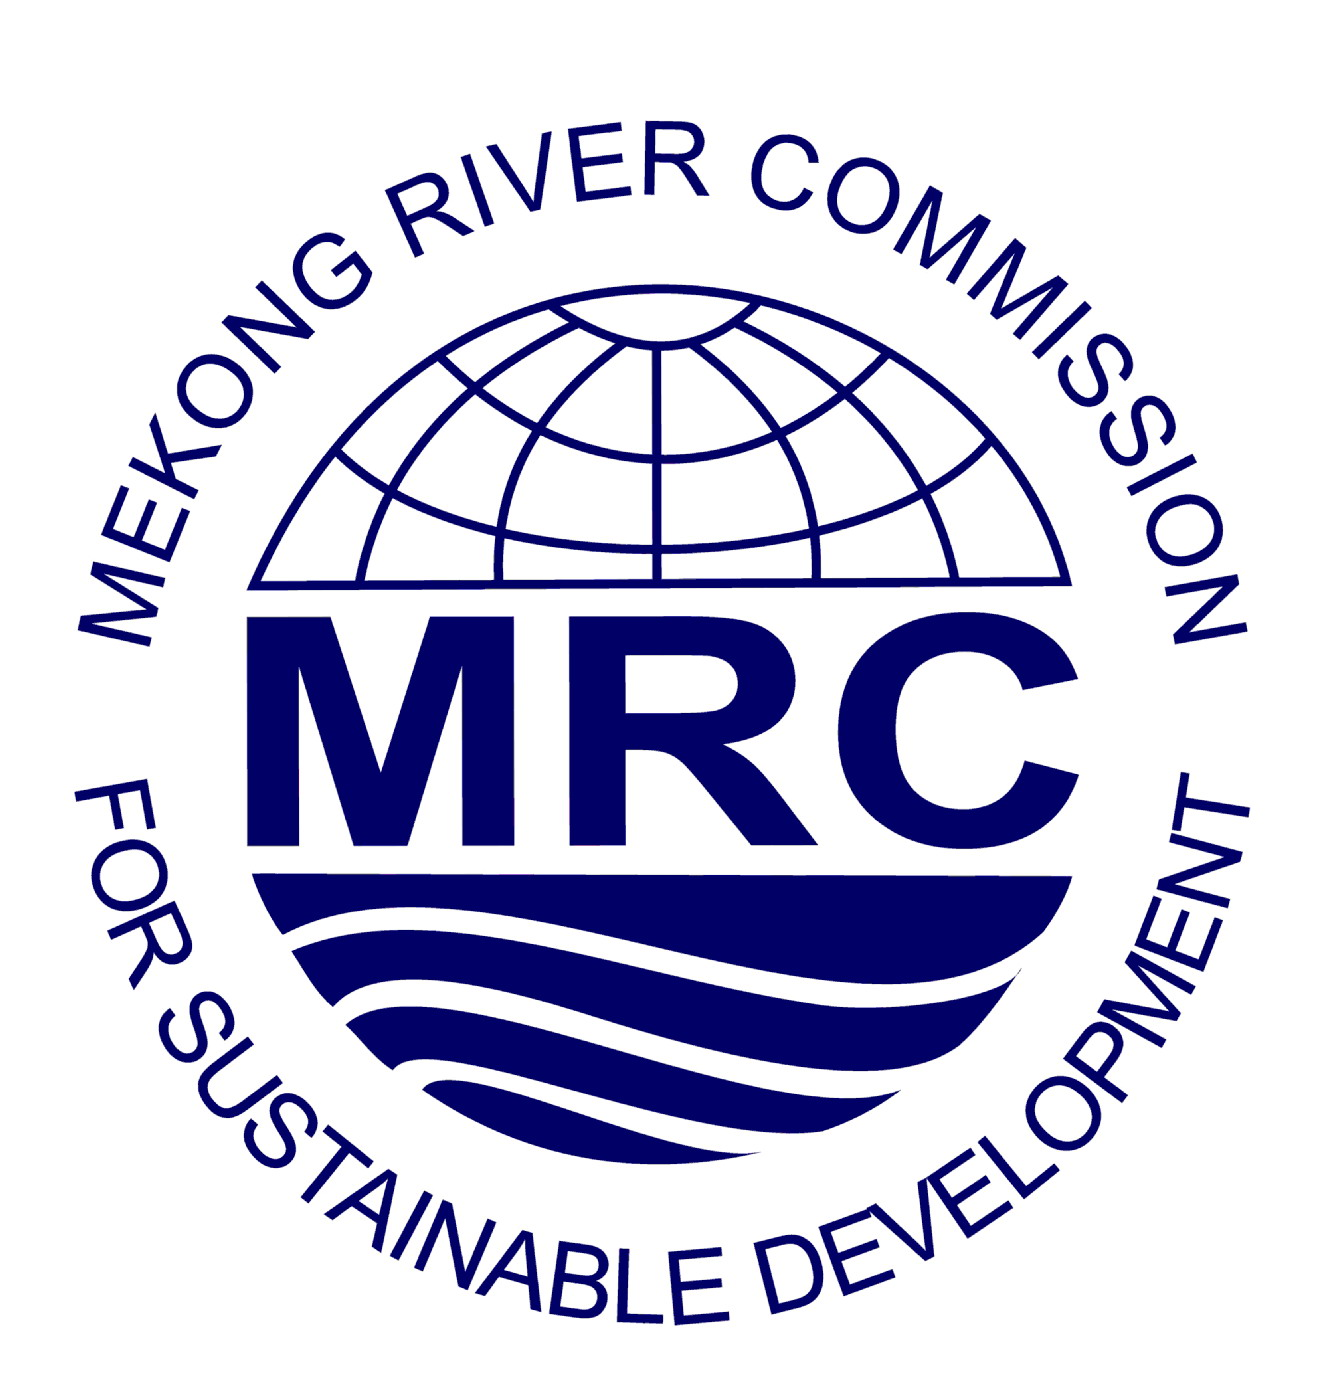 MEKONG RIVER COMMISSION
MRC
FOR SUSTAINABLE DEVELOPMENT